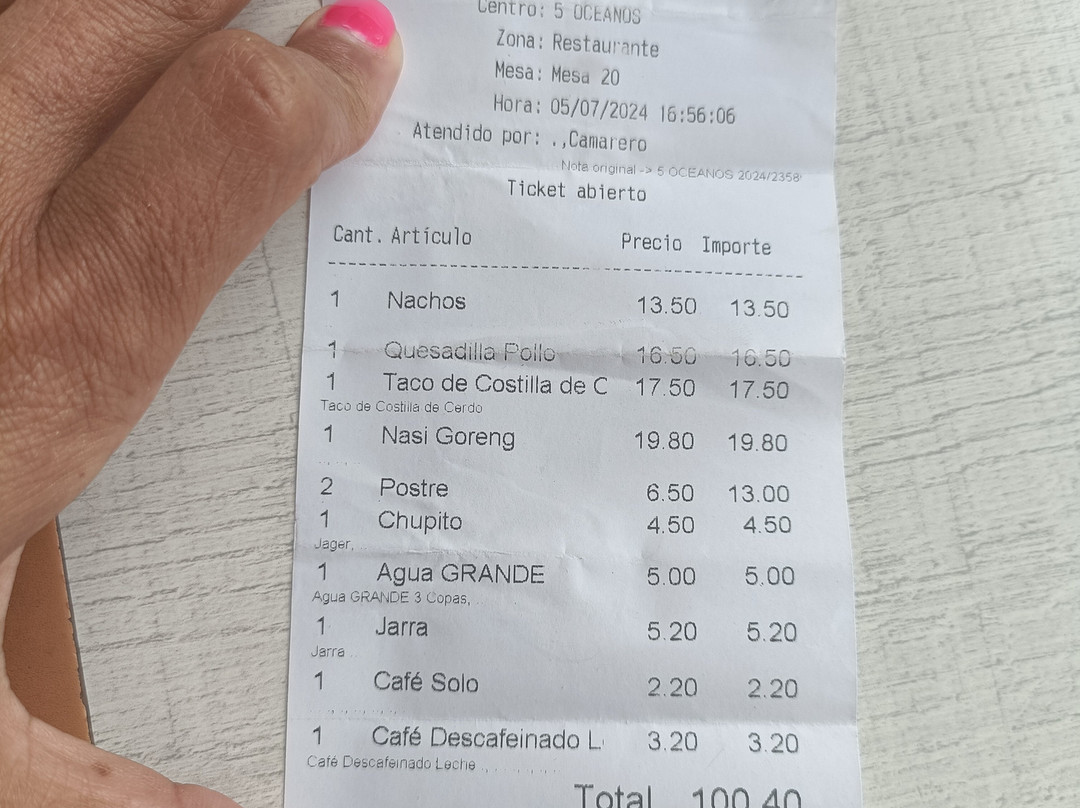 Centro: 5 OCEANOS
Zona: Restaurante
Mesa: Mesa 20
Hora: 05/07/2024 16:56:06
Atendido por: .,Camarero
Nota original -> 5 OCEANOS 2024/2358
Ticket abierto
Cant. Artículo Precio Importe
1 Nachos 13.50 13.50
1 Quesadilla Pollo 16.50 16.50
1 Taco de Costilla de C 17.50 17.50
Taco de Costilla de Cerdo
1 Nasi Goreng 19.80 19.80
2 Postre 6.50 13.00
1 Chupito 4.50 4.50
Jager,
1 Agua GRANDE 5.00 5.00
Agua GRANDE 3 Copas,
1 Jarra 5.20 5.20
Jarra
1 Café Solo 2.20 2.20
1 Café Descafeinado L 3.20 3.20
Café Descafeinado Leche
Total 100.40